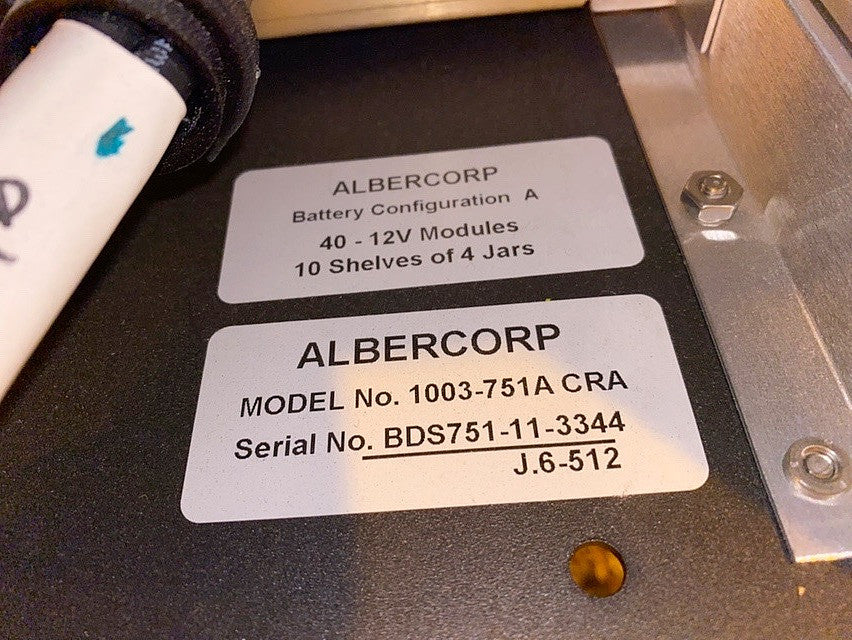 ALBERCORP
Battery Configuration A
40 - 12V Modules
10 Shelves of 4 Jars
ALBERCORP
MODEL No. 1003-751A CRA
Serial No. BDS751-11-3344
J.6-512